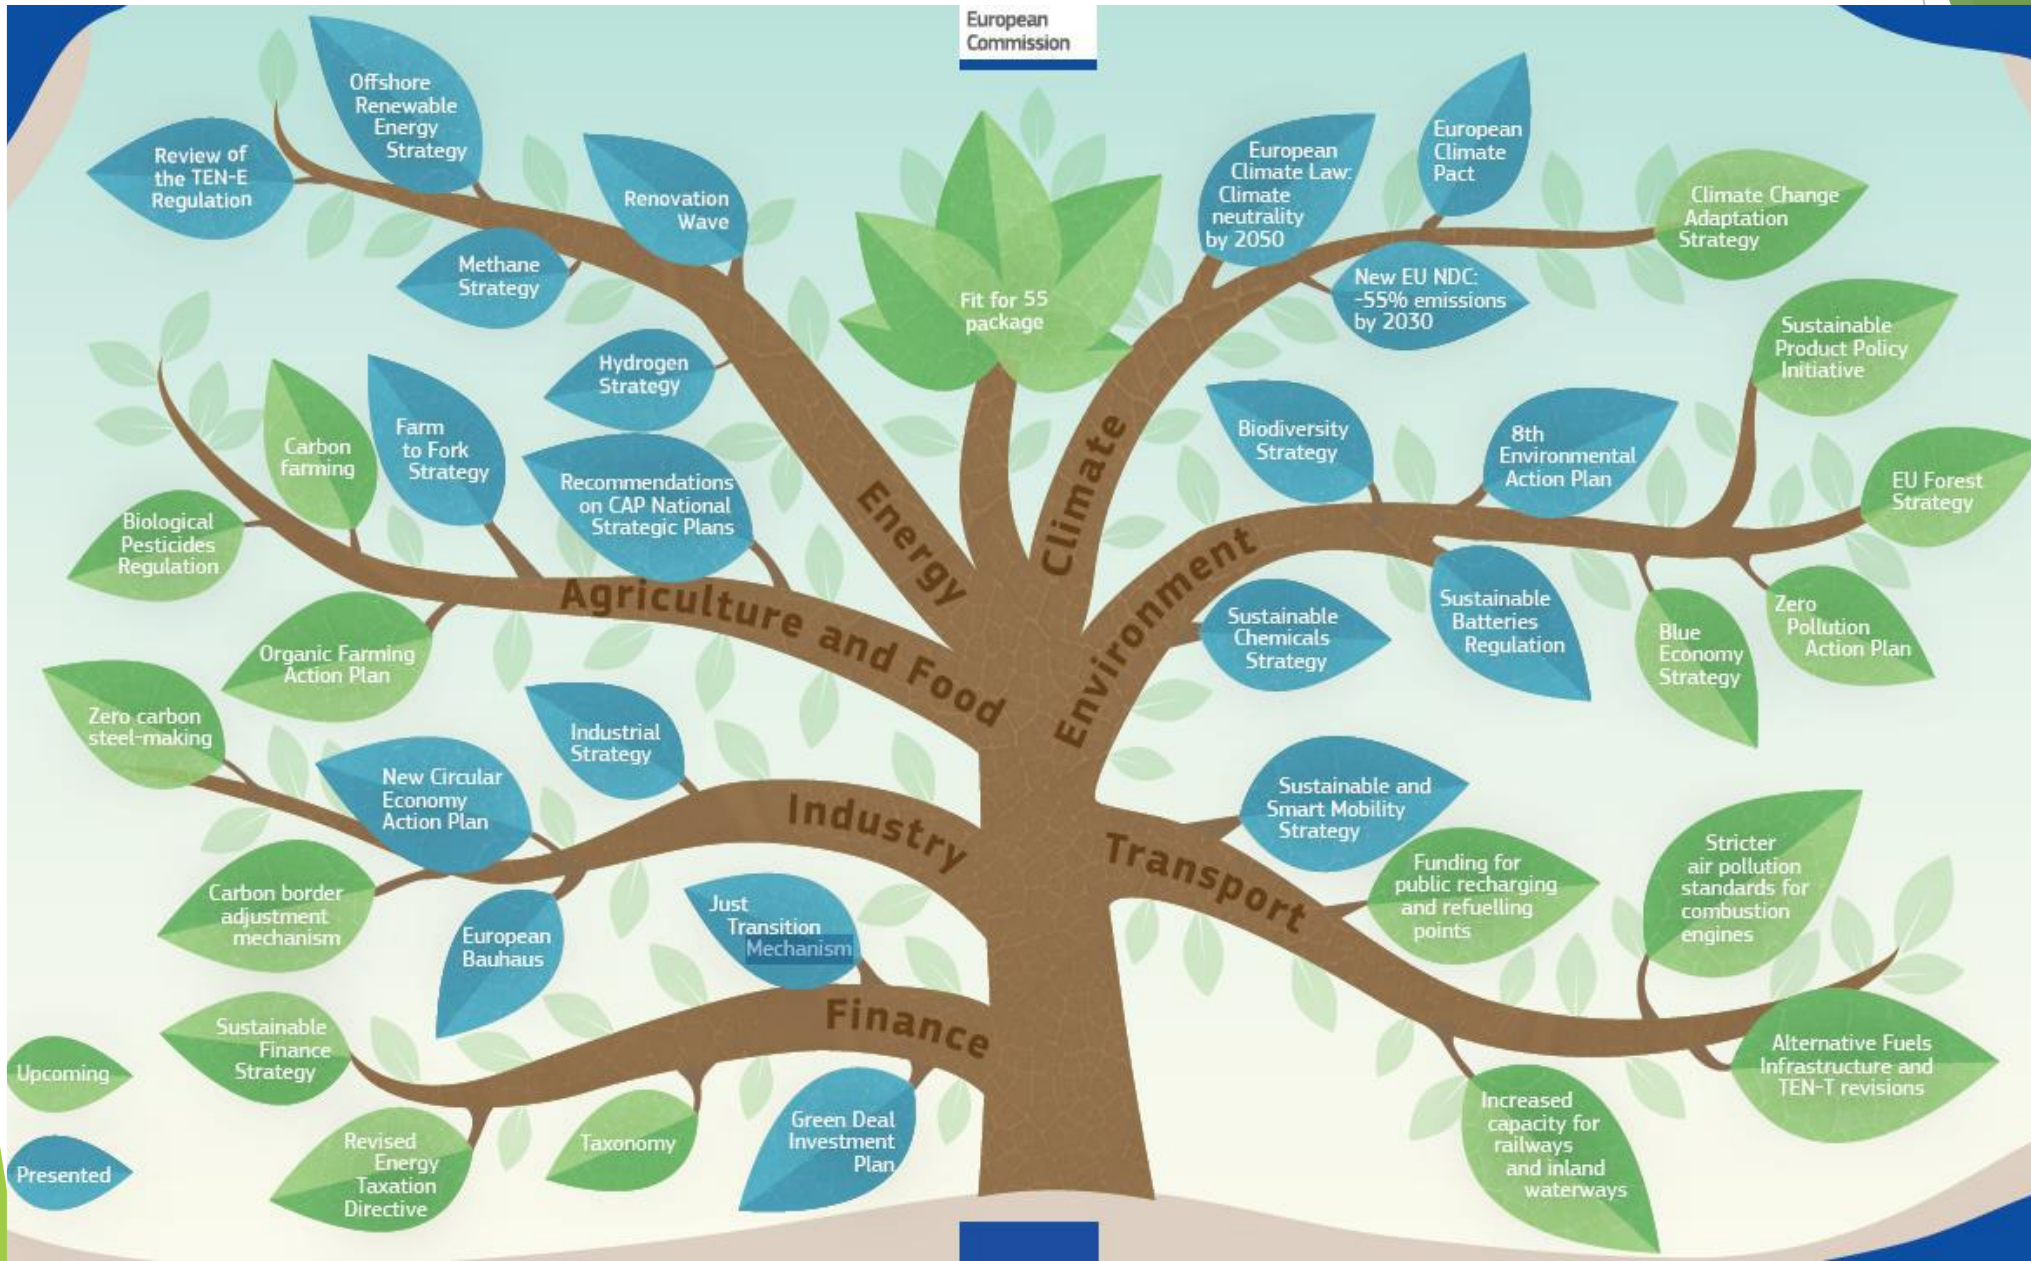 European
Commission
Offshore
Renewable
Energy
Strategy
Review of
the TEN-E
Regulation
Renovation
Wave
Methane
Strategy
Hydrogen
Strategy
Energy
Fit for 55
package
European
Climate Law:
Climate
neutrality
by 2050
European
Climate
Pact
Climate Change
Adaptation
Strategy
New EU NDC:
-55% emissions
by 2030
Climate
Carbon
farming
Farm
to Fork
Strategy
Recommendations
on CAP National
Strategic Plans
Biological
Pesticides
Regulation
Organic Farming
Action Plan
Agriculture and Food
Sustainable
Product Policy
Initiative
Biodiversity
Strategy
8th
Environmental
Action Plan
EU Forest
Strategy
Sustainable
Chemicals
Strategy
Sustainable
Batteries
Regulation
Blue
Economy
Strategy
Zero
Pollution
Action Plan
Environment
Zero carbon
steel-making
New Circular
Economy
Action Plan
Industrial
Strategy
Carbon border
adjustment
mechanism
European
Bauhaus
Industry
Sustainable and
Smart Mobility
Strategy
Funding for
public recharging
and refuelling
points
Stricter
air pollution
standards for
combustion
engines
Alternative Fuels
Infrastructure and
TEN-T revisions
Increased
capacity for
railways
and inland
waterways
Transport
Just
Transition
Mechanism
Sustainable
Finance
Strategy
Revised
Energy
Taxation
Directive
Taxonomy
Green Deal
Investment
Plan
Finance
Upcoming
Presented